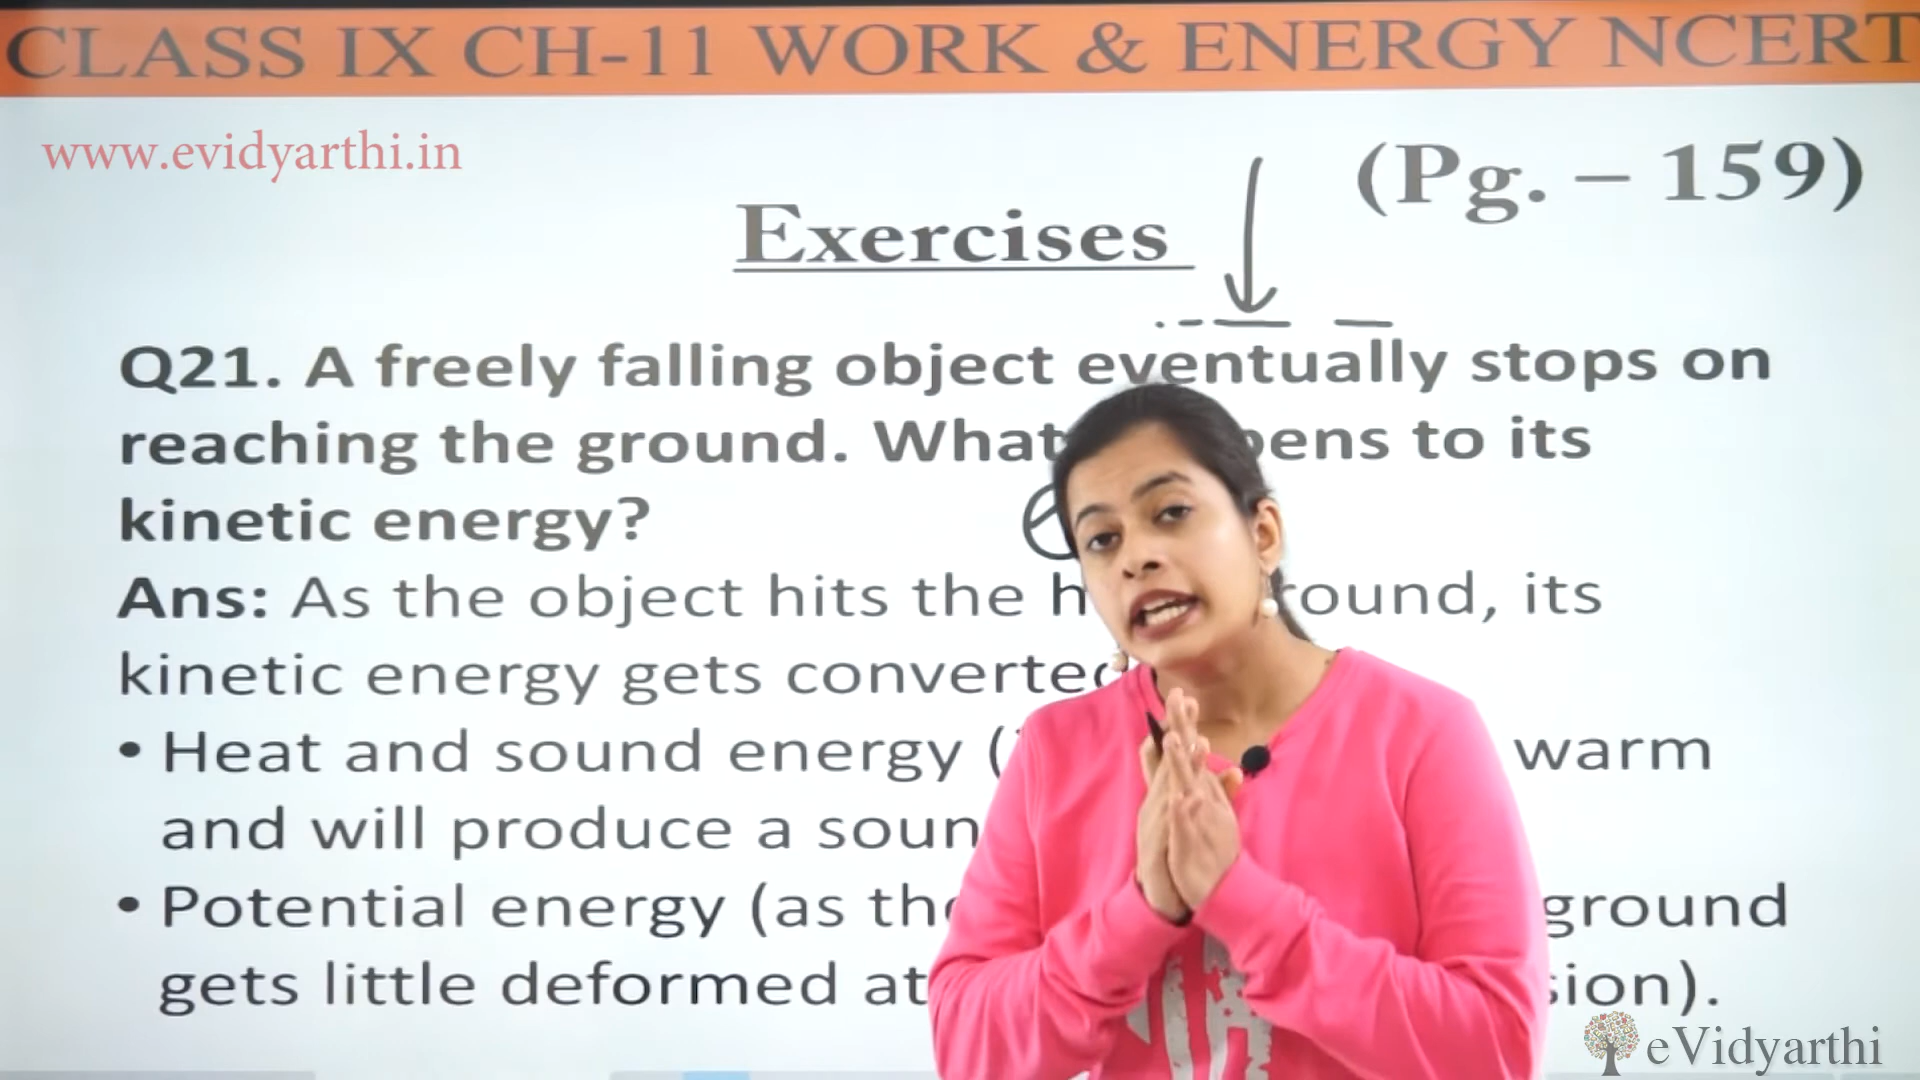 CLASS IX CH-11 WORK & ENERGY NCERT
www.evidyarthi.in
(Pg. – 159)
Exercises
Q21. A freely falling object eventually stops on
reaching the ground. What pens to its
kinetic energy?
Ans: As the object hits the h round, its
kinetic energy gets converted
• Heat and sound energy ( warm
and will produce a soun
• Potential energy (as the ground
gets little deformed at sion).
eVidyarthi